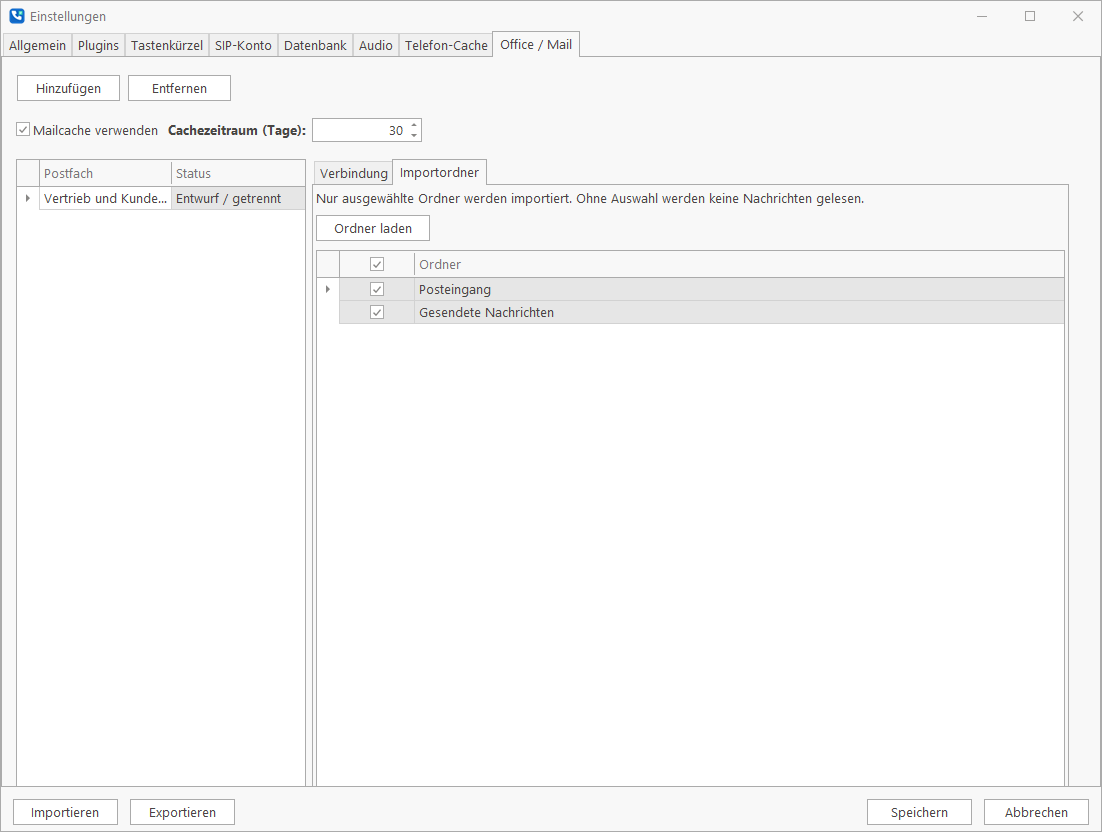 Einstellungen
Allgemein Plugins Tastenkürzel SIP-Konto Datenbank Audio Telefon-Cache Office / Mail
Hinzufügen Entfernen
Mailcache verwenden Cachezeitraum (Tage): 30
Postfach Status
Vertrieb und Kunde... Entwurf / getrennt
Verbindung Importordner
Nur ausgewählte Ordner werden importiert. Ohne Auswahl werden keine Nachrichten gelesen.
Ordner laden
Ordner
Posteingang
Gesendete Nachrichten
Importieren Exportieren Speichern Abbrechen